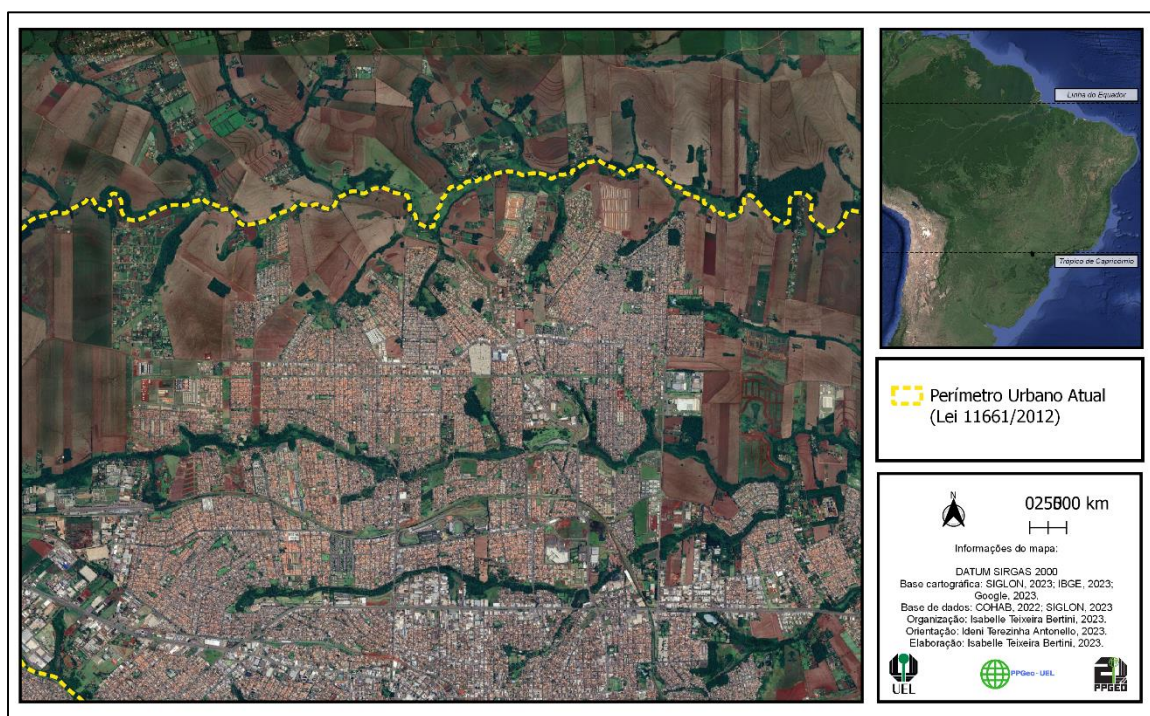 Linha do Equador
Trópico de Capricórnio
Perímetro Urbano Atual
(Lei 11661/2012)
N
km
Informações do mapa:
DATUM SIRGAS 2000
Base cartográfica: SIGLON, 2023; IBGE, 2023;
Google, 2023.
Base de dados: COHAB, 2022; SIGLON, 2023
Organização: Isabelle Teixeira Bertini, 2023.
Orientação: Ideni Terezinha Antonello, 2023.
Elaboração: Isabelle Teixeira Bertini, 2023.
UEL
PPGeo - UEL
PPGEO